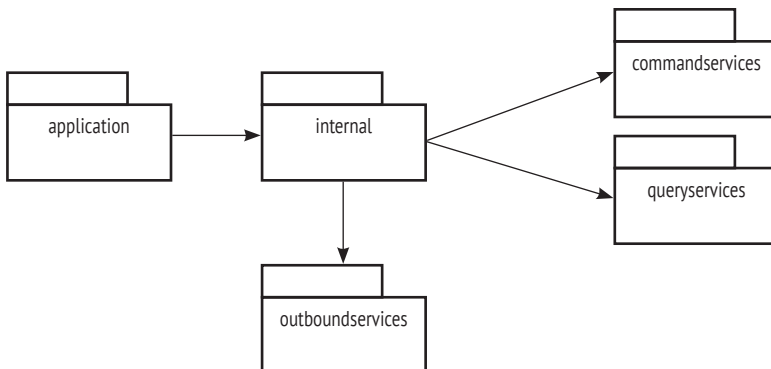 commandservices
application
internal
queryservices
outboundservices